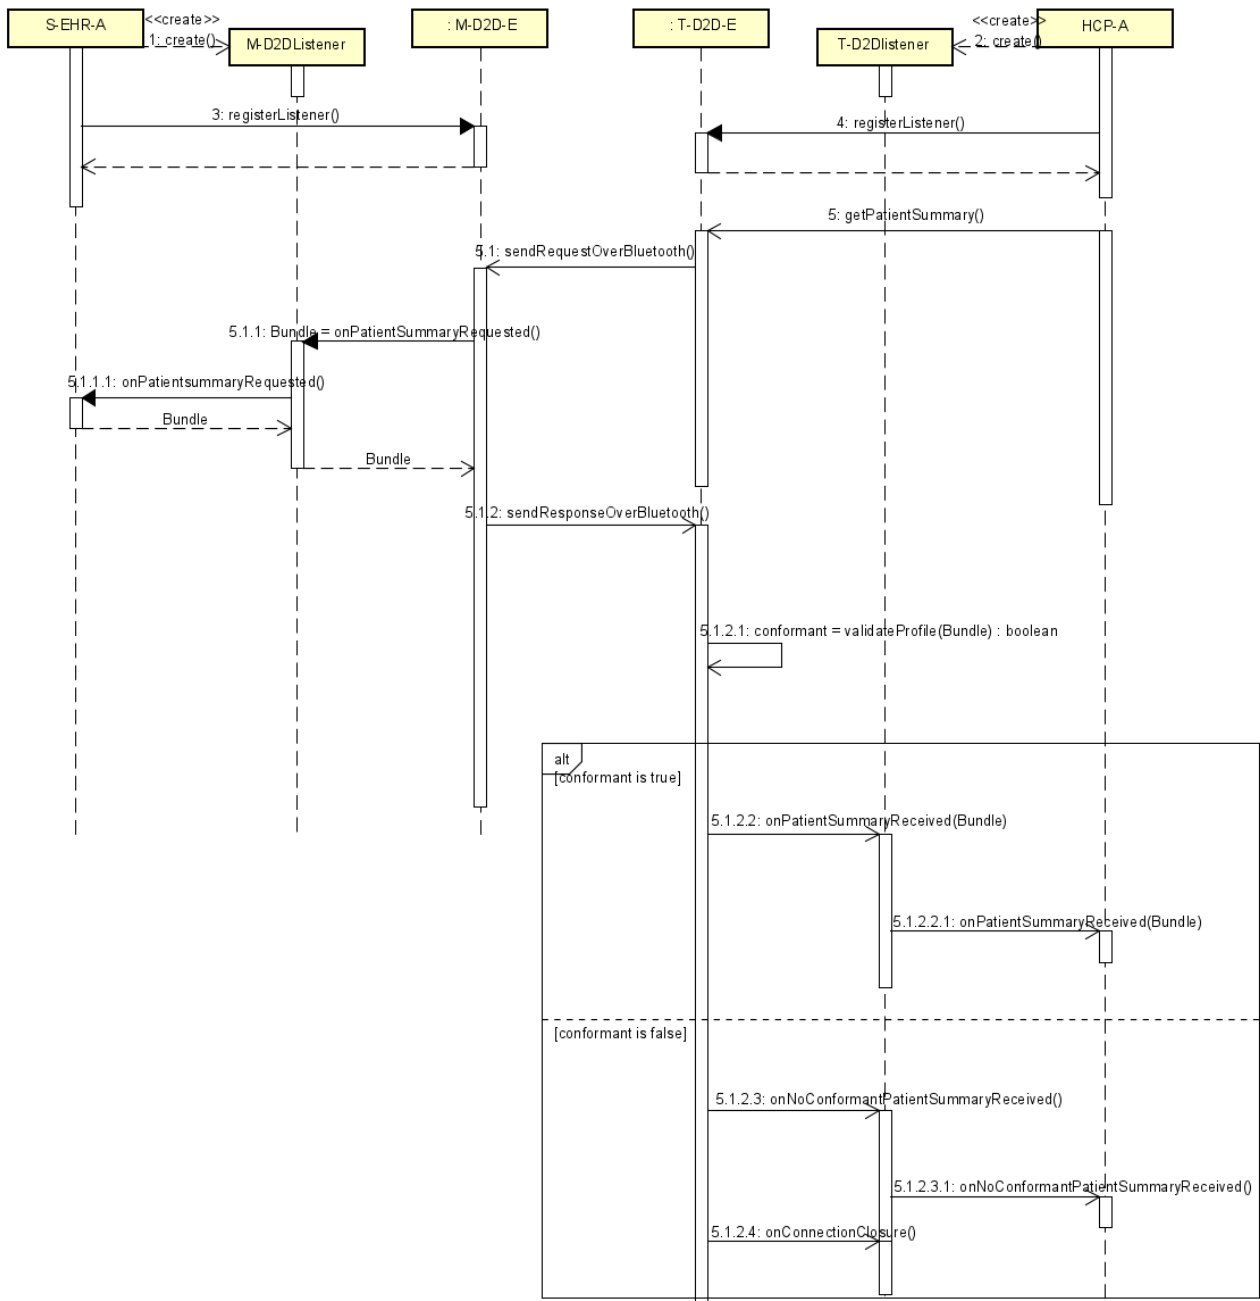 S-EHR-A
<<create>>
1: create()
M-D2DListener
: M-D2D-E
: T-D2D-E
T-D2Dlistener
<<create>>
2: create()
HCP-A
3: registerListener()
4: registerListener()
5: getPatientSummary()
5.1: sendRequestOverBluetooth()
5.1.1: Bundle = onPatientSummaryRequested()
5.1.1.1: onPatientsummaryRequested()
Bundle
Bundle
5.1.2: sendResponseOverBluetooth()
5.1.2.1: conformant = validateProfile(Bundle) : boolean
alt
[conformant is true]
5.1.2.2: onPatientSummaryReceived(Bundle)
5.1.2.2.1: onPatientSummaryReceived(Bundle)
[conformant is false]
5.1.2.3: onNoConformantPatientSummaryReceived()
5.1.2.3.1: onNoConformantPatientSummaryReceived()
5.1.2.4: onConnectionClosure()